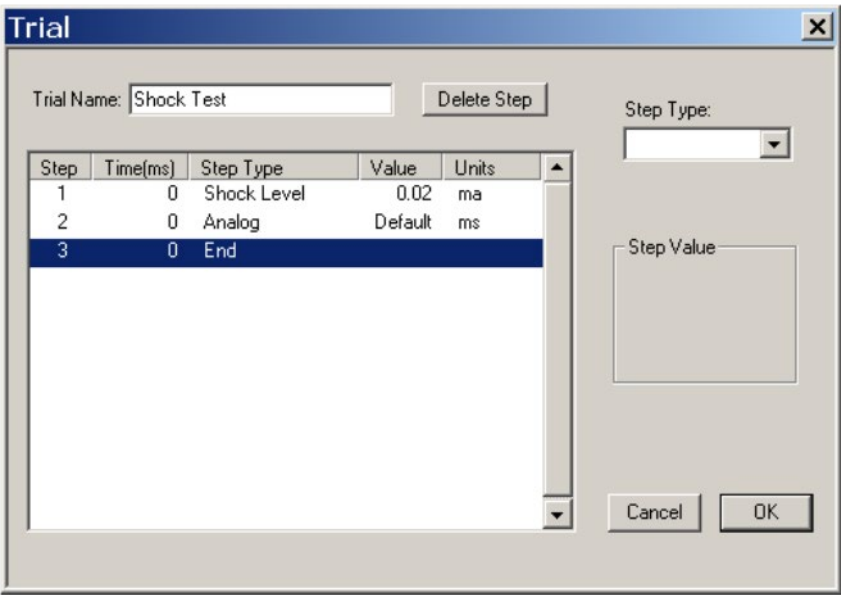 Trial
Trial Name: Shock Test Delete Step
Step Type:
Step Time(ms) Step Type Value Units
1 0 Shock Level 0.02 ma
2 0 Analog Default ms
3 0 End
Step Value
Cancel OK